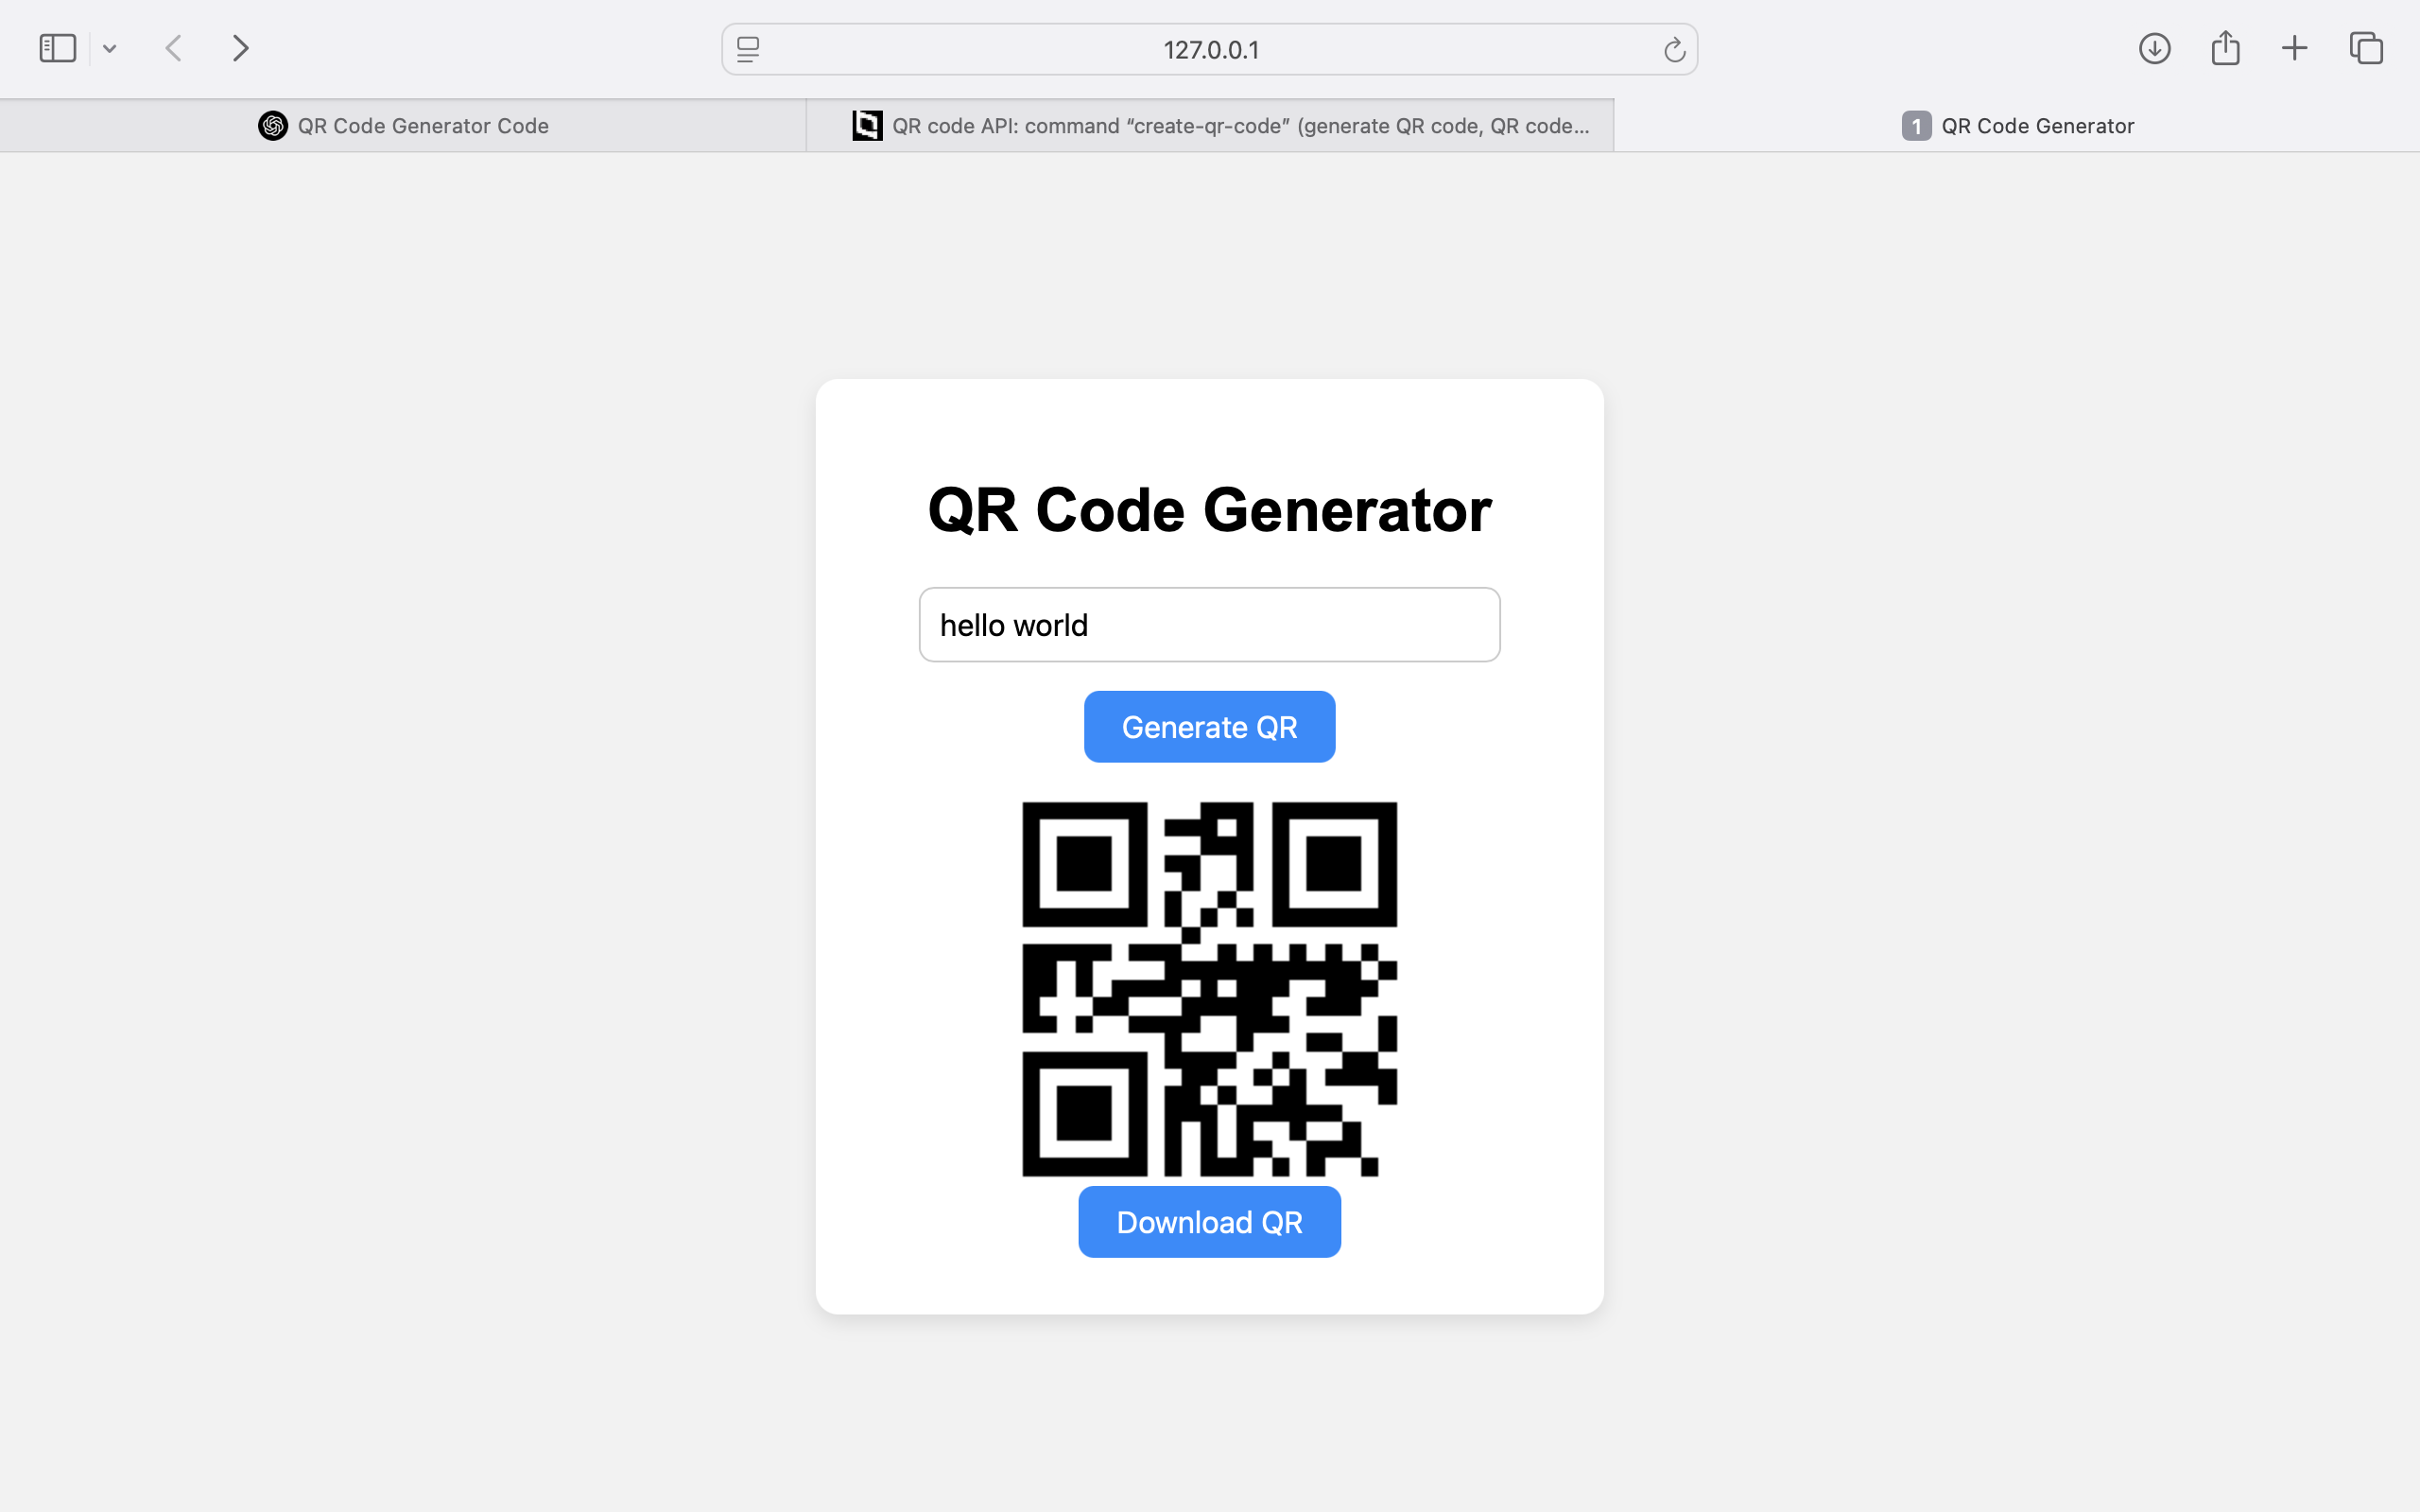 127.0.0.1
QR Code Generator Code
QR code API: command “create-qr-code” (generate QR code, QR code...
1 QR Code Generator
QR Code Generator
hello world
Generate QR
Download QR